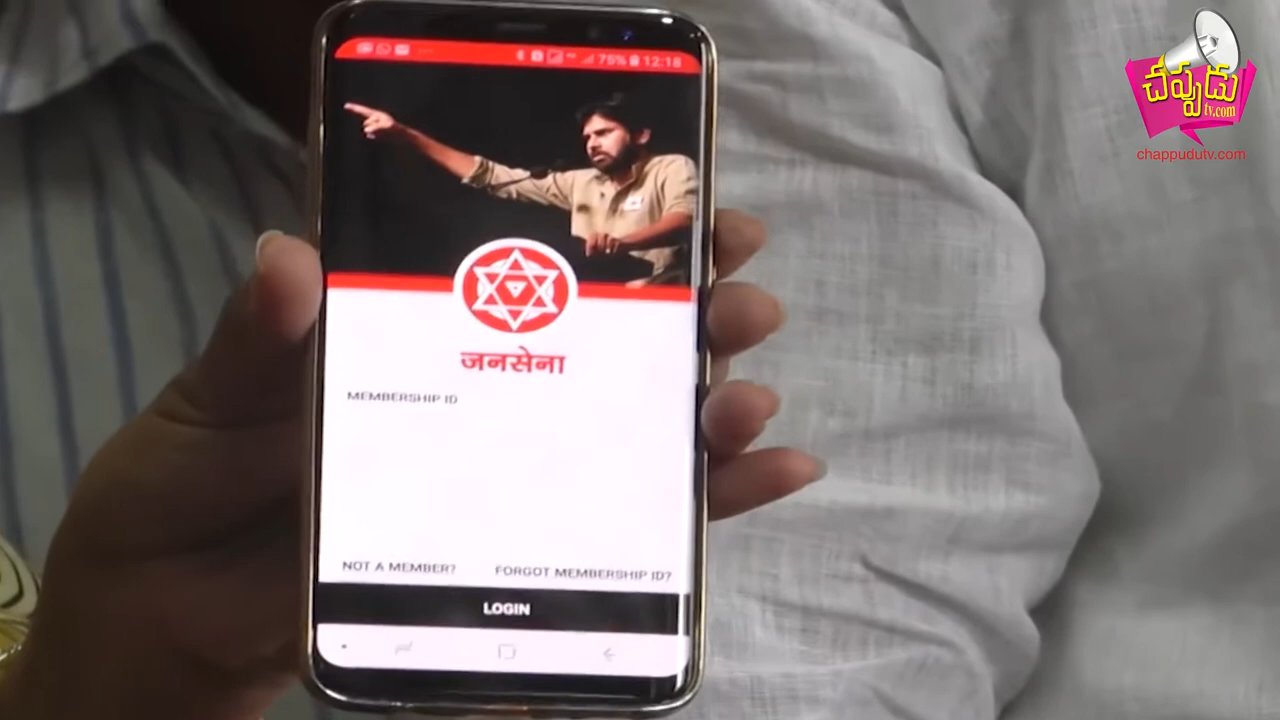 75% 12:18
చప్పుడు
tv.com
chappudutv.com
जनसेना
MEMBERSHIP ID
NOT A MEMBER? FORGOT MEMBERSHIP ID?
LOGIN